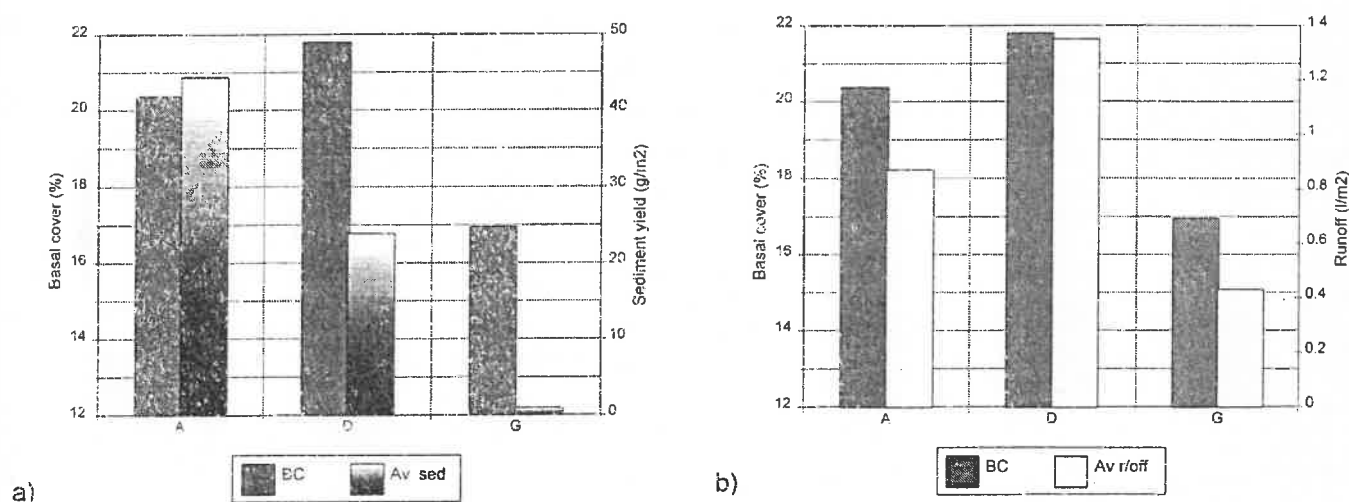 22
20
18
16
14
12
Basal cover (%)
50
40
30
20
10
0
Sediment yield (g/m2)
A D G
BC Av sed
a)
22
20
18
16
14
12
Basal cover (%)
1.4
1.2
1
0.8
0.6
0.4
0.2
0
Runoff (l/m2)
A D G
BC Av r/off
b)